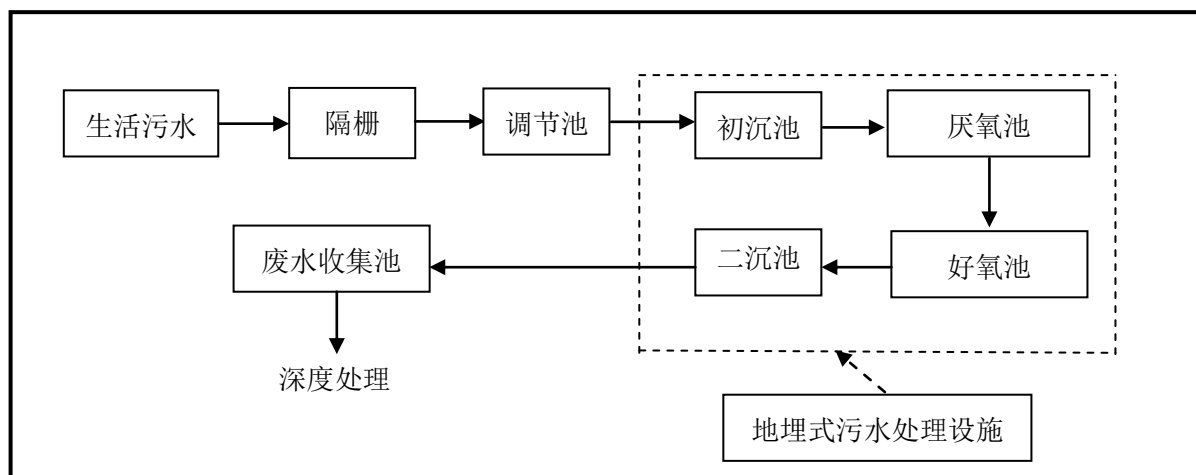 生活污水
隔栅
调节池
初沉池
厌氧池
好氧池
二沉池
废水收集池
深度处理
地埋式污水处理设施